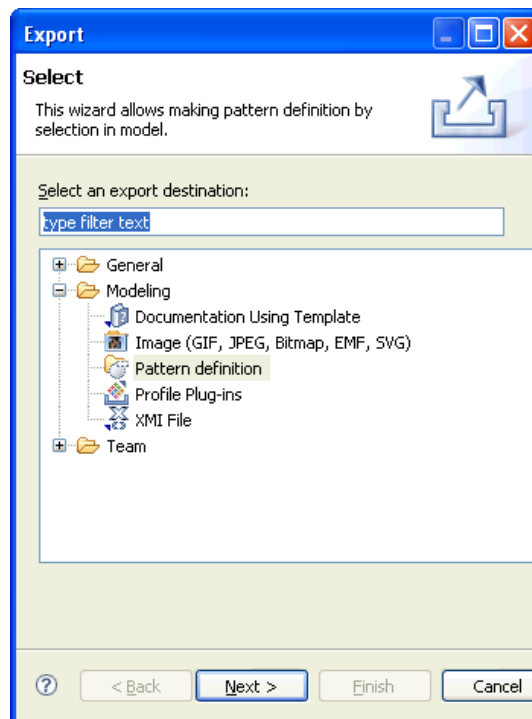 Export
Select
This wizard allows making pattern definition by
selection in model.
Select an export destination:
type filter text
General
Modeling
Documentation Using Template
Image (GIF, JPEG, Bitmap, EMF, SVG)
Pattern definition
Profile Plug-ins
XMI File
Team
? < Back Next > Finish Cancel